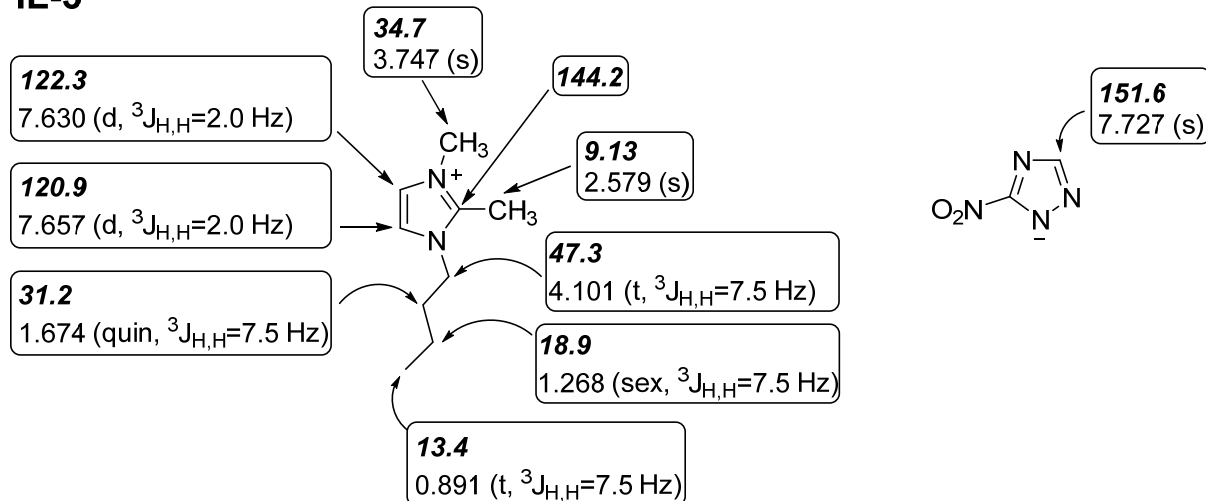 34.7
3.747 (s)
144.2
122.3
7.630 (d, ³J_H,H=2.0 Hz)
151.6
7.727 (s)
CH₃
9.13
2.579 (s)
N
+
CH₃
N
120.9
7.657 (d, ³J_H,H=2.0 Hz)
N
N
O₂N
N
–
47.3
4.101 (t, ³J_H,H=7.5 Hz)
31.2
1.674 (quin, ³J_H,H=7.5 Hz)
18.9
1.268 (sex, ³J_H,H=7.5 Hz)
13.4
0.891 (t, ³J_H,H=7.5 Hz)